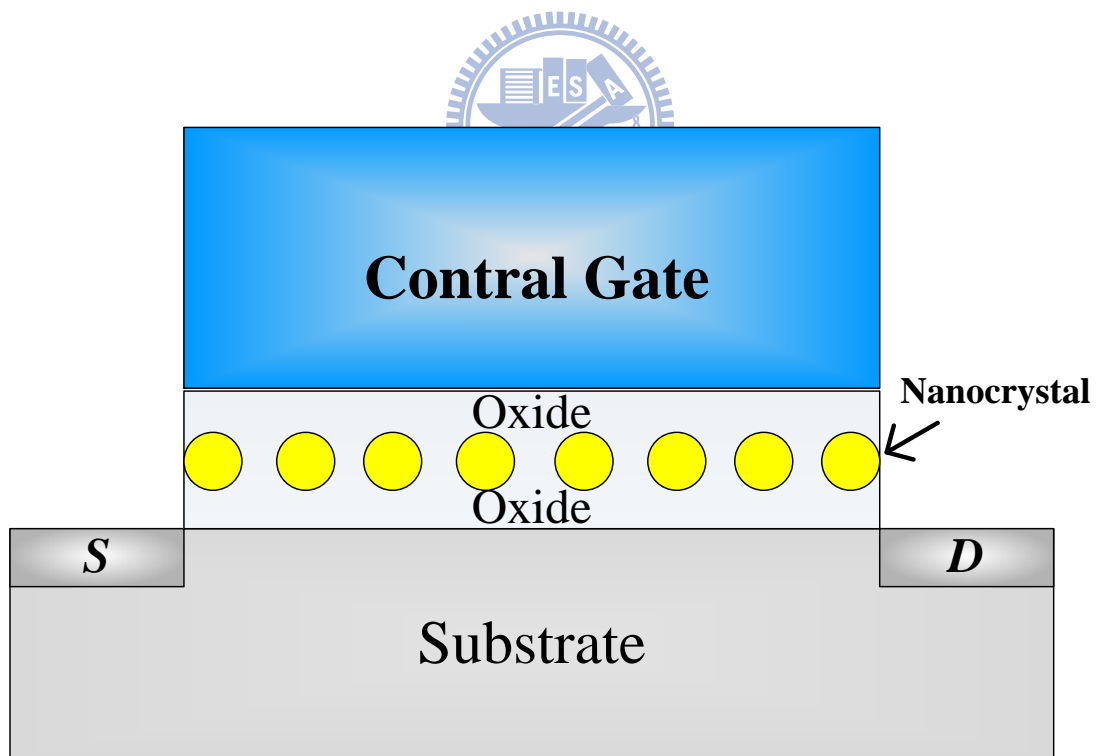 E S A
Contral Gate
Nanocrystal
Oxide
Oxide
S
D
Substrate